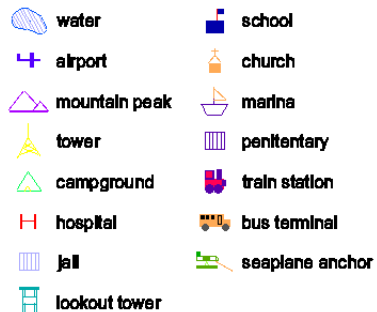 water
airport
mountain peak
tower
campground
hospital
jail
lookout tower
school
church
marina
penitentary
train station
bus terminal
seaplane anchor